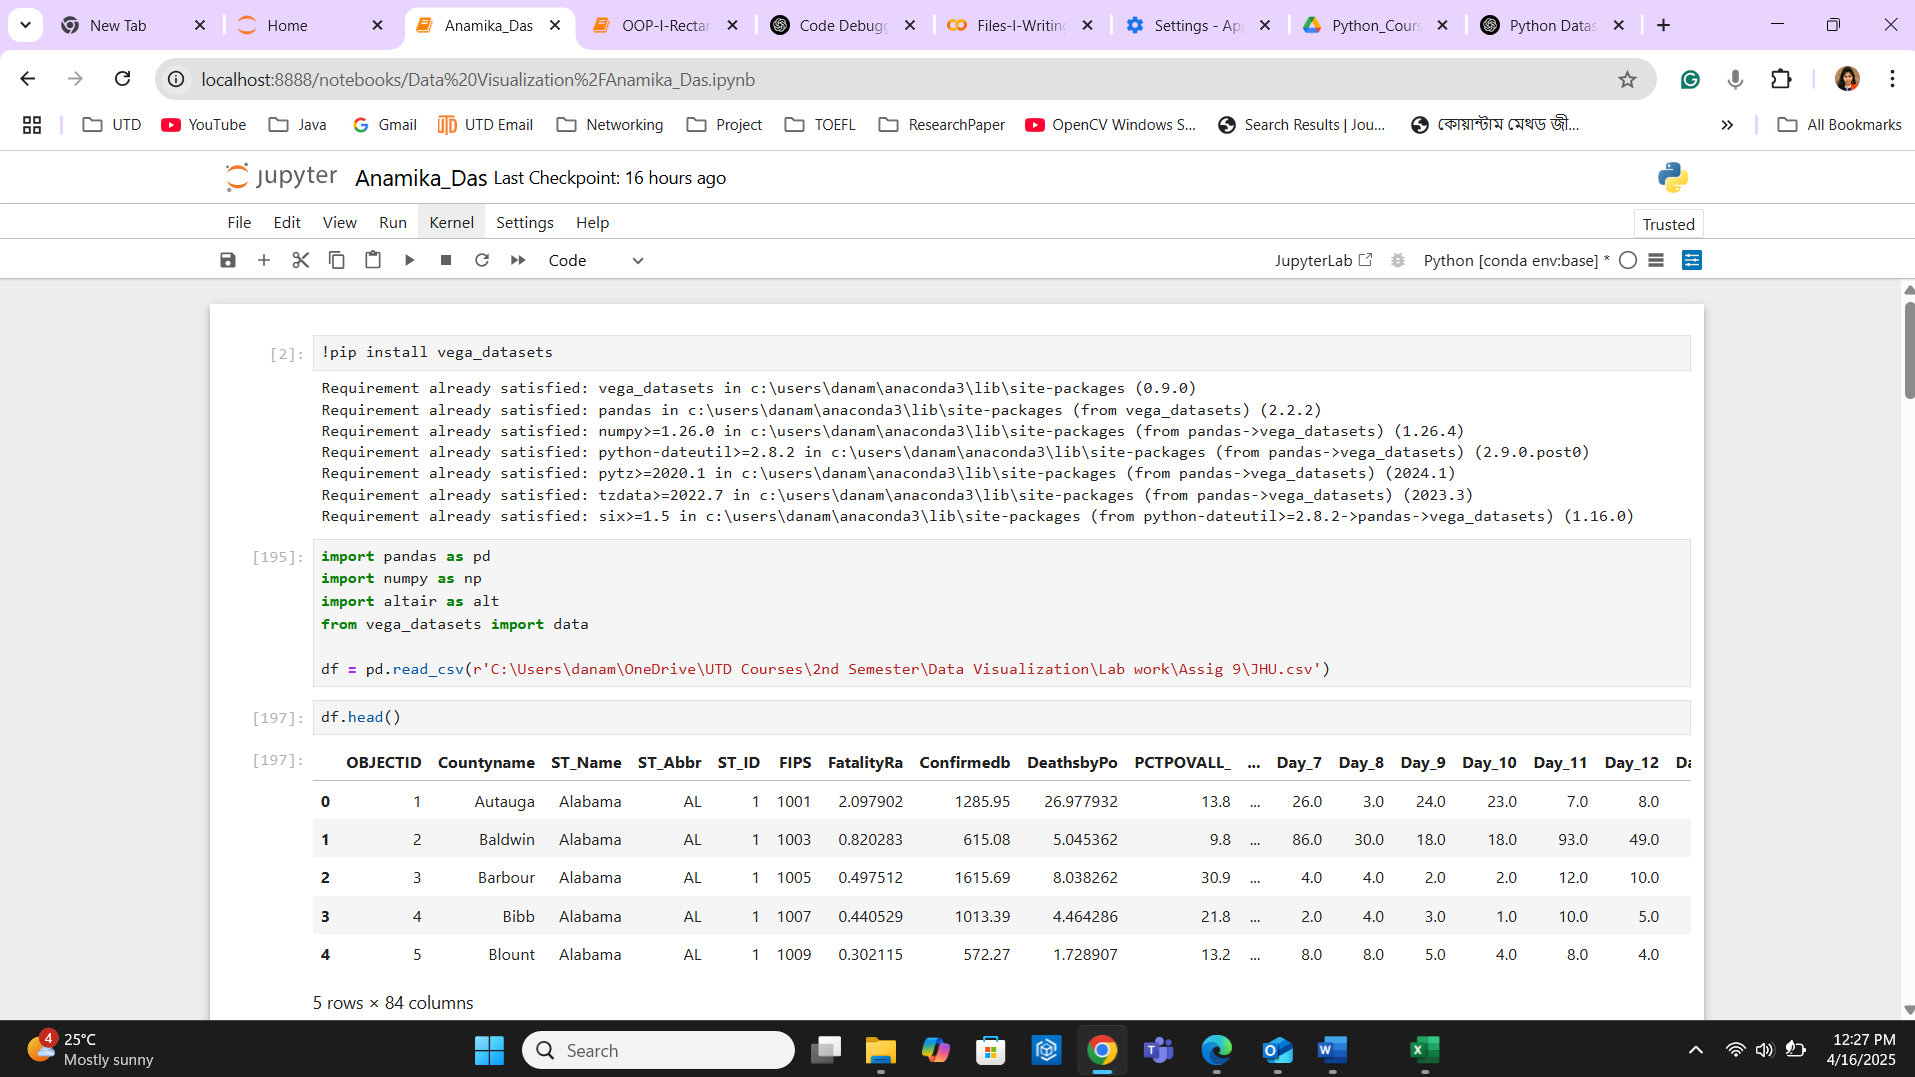 New Tab
Home
Anamika_Das
OOP-I-Rectan
Code Debugg
Files-I-Writing
Settings - App
Python_Cours
Python Datas
localhost:8888/notebooks/Data%20Visualization%2FAnamika_Das.ipynb
UTD
YouTube
Java
Gmail
UTD Email
Networking
Project
TOEFL
ResearchPaper
OpenCV Windows S...
Search Results | Jou...
কোয়ান্টাম মেথড জী...
All Bookmarks
jupyter Anamika_Das Last Checkpoint: 16 hours ago
File Edit View Run Kernel Settings Help
Trusted
Code
JupyterLab
Python [conda env:base] *
[2]: !pip install vega_datasets
Requirement already satisfied: vega_datasets in c:\users\danam\anaconda3\lib\site-packages (0.9.0)
Requirement already satisfied: pandas in c:\users\danam\anaconda3\lib\site-packages (from vega_datasets) (2.2.2)
Requirement already satisfied: numpy>=1.26.0 in c:\users\danam\anaconda3\lib\site-packages (from pandas->vega_datasets) (1.26.4)
Requirement already satisfied: python-dateutil>=2.8.2 in c:\users\danam\anaconda3\lib\site-packages (from pandas->vega_datasets) (2.9.0.post0)
Requirement already satisfied: pytz>=2020.1 in c:\users\danam\anaconda3\lib\site-packages (from pandas->vega_datasets) (2024.1)
Requirement already satisfied: tzdata>=2022.7 in c:\users\danam\anaconda3\lib\site-packages (from pandas->vega_datasets) (2023.3)
Requirement already satisfied: six>=1.5 in c:\users\danam\anaconda3\lib\site-packages (from python-dateutil>=2.8.2->pandas->vega_datasets) (1.16.0)
[195]: import pandas as pd
import numpy as np
import altair as alt
from vega_datasets import data
df = pd.read_csv(r'C:\Users\danam\OneDrive\UTD Courses\2nd Semester\Data Visualization\Lab work\Assig 9\JHU.csv')
[197]: df.head()
[197]: OBJECTID Countyname ST_Name ST_Abbr ST_ID FIPS FatalityRa Confirmedb DeathsbyPo PCTPOVALL_ ... Day_7 Day_8 Day_9 Day_10 Day_11 Day_12 Da
0 1 Autauga Alabama AL 1 1001 2.097902 1285.95 26.977932 13.8 ... 26.0 3.0 24.0 23.0 7.0 8.0
1 2 Baldwin Alabama AL 1 1003 0.820283 615.08 5.045362 9.8 ... 86.0 30.0 18.0 18.0 93.0 49.0
2 3 Barbour Alabama AL 1 1005 0.497512 1615.69 8.038262 30.9 ... 4.0 4.0 2.0 2.0 12.0 10.0
3 4 Bibb Alabama AL 1 1007 0.440529 1013.39 4.464286 21.8 ... 2.0 4.0 3.0 1.0 10.0 5.0
4 5 Blount Alabama AL 1 1009 0.302115 572.27 1.728907 13.2 ... 8.0 8.0 5.0 4.0 8.0 4.0
5 rows × 84 columns
4
25°C
Mostly sunny
Search
12:27 PM
4/16/2025